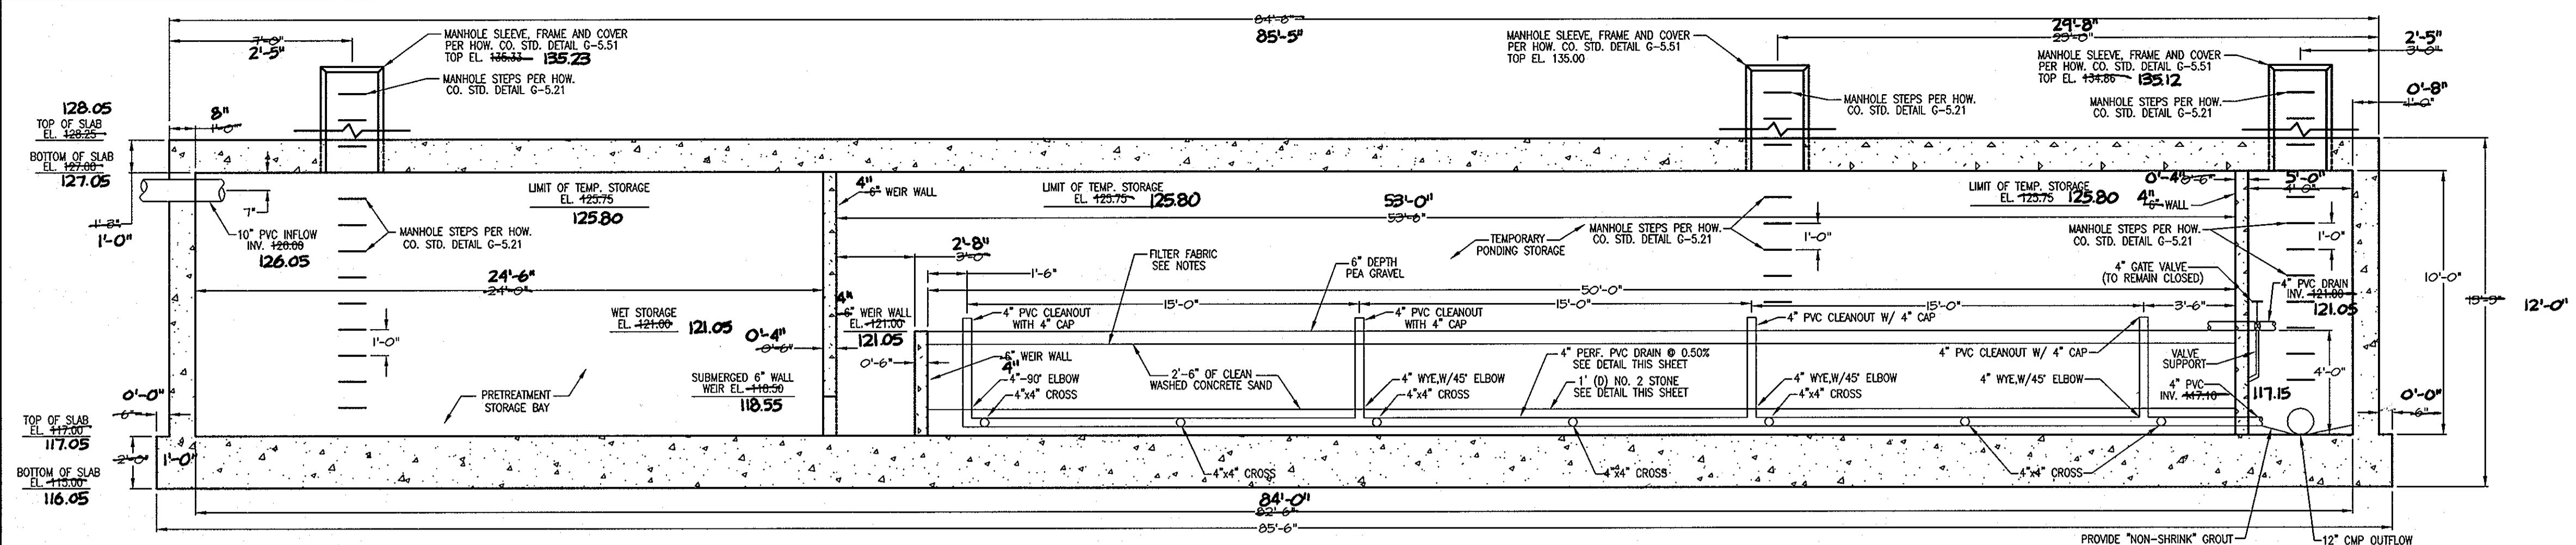 84'-8"
85'-5"
7'-0"
2'-5"
MANHOLE SLEEVE, FRAME AND COVER
PER HOW. CO. STD. DETAIL G-5.51
TOP EL. 135.33 135.23
MANHOLE STEPS PER HOW.
CO. STD. DETAIL G-5.21
MANHOLE SLEEVE, FRAME AND COVER
PER HOW. CO. STD. DETAIL G-5.51
TOP EL. 135.00
MANHOLE STEPS PER HOW.
CO. STD. DETAIL G-5.21
29'-8"
29'-0"
MANHOLE SLEEVE, FRAME AND COVER
PER HOW. CO. STD. DETAIL G-5.51
TOP EL. 134.86 135.12
MANHOLE STEPS PER HOW.
CO. STD. DETAIL G-5.21
2'-5"
3'-0"
0'-8"
1'-0"
128.05
TOP OF SLAB
EL. 128.25
8"
1'-0"
BOTTOM OF SLAB
EL. 127.00
127.05
1'-3"
1'-0"
7"
10" PVC INFLOW
INV. 126.00
126.05
MANHOLE STEPS PER HOW.
CO. STD. DETAIL G-5.21
LIMIT OF TEMP. STORAGE
EL. 125.75
125.80
4"
6" WEIR WALL
LIMIT OF TEMP. STORAGE
EL. 125.75 125.80
53'-0"
53'-6"
LIMIT OF TEMP. STORAGE
EL. 125.75 125.80
0'-4" 0'-6"
4"
6" WALL
5'-0"
4'-0"
MANHOLE STEPS PER HOW.
CO. STD. DETAIL G-5.21
1'-0"
TEMPORARY
PONDING STORAGE
MANHOLE STEPS PER HOW.
CO. STD. DETAIL G-5.21
1'-0"
24'-6"
24'-0"
2'-8"
3'-0"
1'-6"
FILTER FABRIC
SEE NOTES
6" DEPTH
PEA GRAVEL
50'-0"
15'-0"
15'-0"
15'-0"
3'-6"
4" GATE VALVE
(TO REMAIN CLOSED)
4" PVC DRAIN
INV. 121.00
121.05
10'-0"
12'-0"
WET STORAGE
EL. 121.00 121.05
4"
6" WEIR WALL
EL. 121.00
121.05
0'-4"
0'-6"
0'-6"
1'-0"
4" PVC CLEANOUT
WITH 4" CAP
4" PVC CLEANOUT
WITH 4" CAP
4" PVC CLEANOUT W/ 4" CAP
4" PVC CLEANOUT W/ 4" CAP
VALVE
SUPPORT
4'-0"
6" WEIR WALL
4"
4"-90' ELBOW
4"x4" CROSS
2'-6" OF CLEAN
WASHED CONCRETE SAND
4" WYE,W/45' ELBOW
4"x4" CROSS
4" PERF. PVC DRAIN @ 0.50%
SEE DETAIL THIS SHEET
1' (D) NO. 2 STONE
SEE DETAIL THIS SHEET
4" WYE,W/45' ELBOW
4"x4" CROSS
4" WYE,W/45' ELBOW
4" PVC
INV. 117.10
117.15
PRETREATMENT
STORAGE BAY
SUBMERGED 6" WALL
WEIR EL. 118.50
118.55
0'-0"
6"
0'-0"
6"
TOP OF SLAB
EL. 117.00
117.05
2'-0" 1'-0"
BOTTOM OF SLAB
EL. 115.00
116.05
4"x4" CROSS
4"x4" CROSS
4"x4" CROSS
84'-0"
82'-6"
85'-6"
PROVIDE "NON-SHRINK" GROUT
12" CMP OUTFLOW